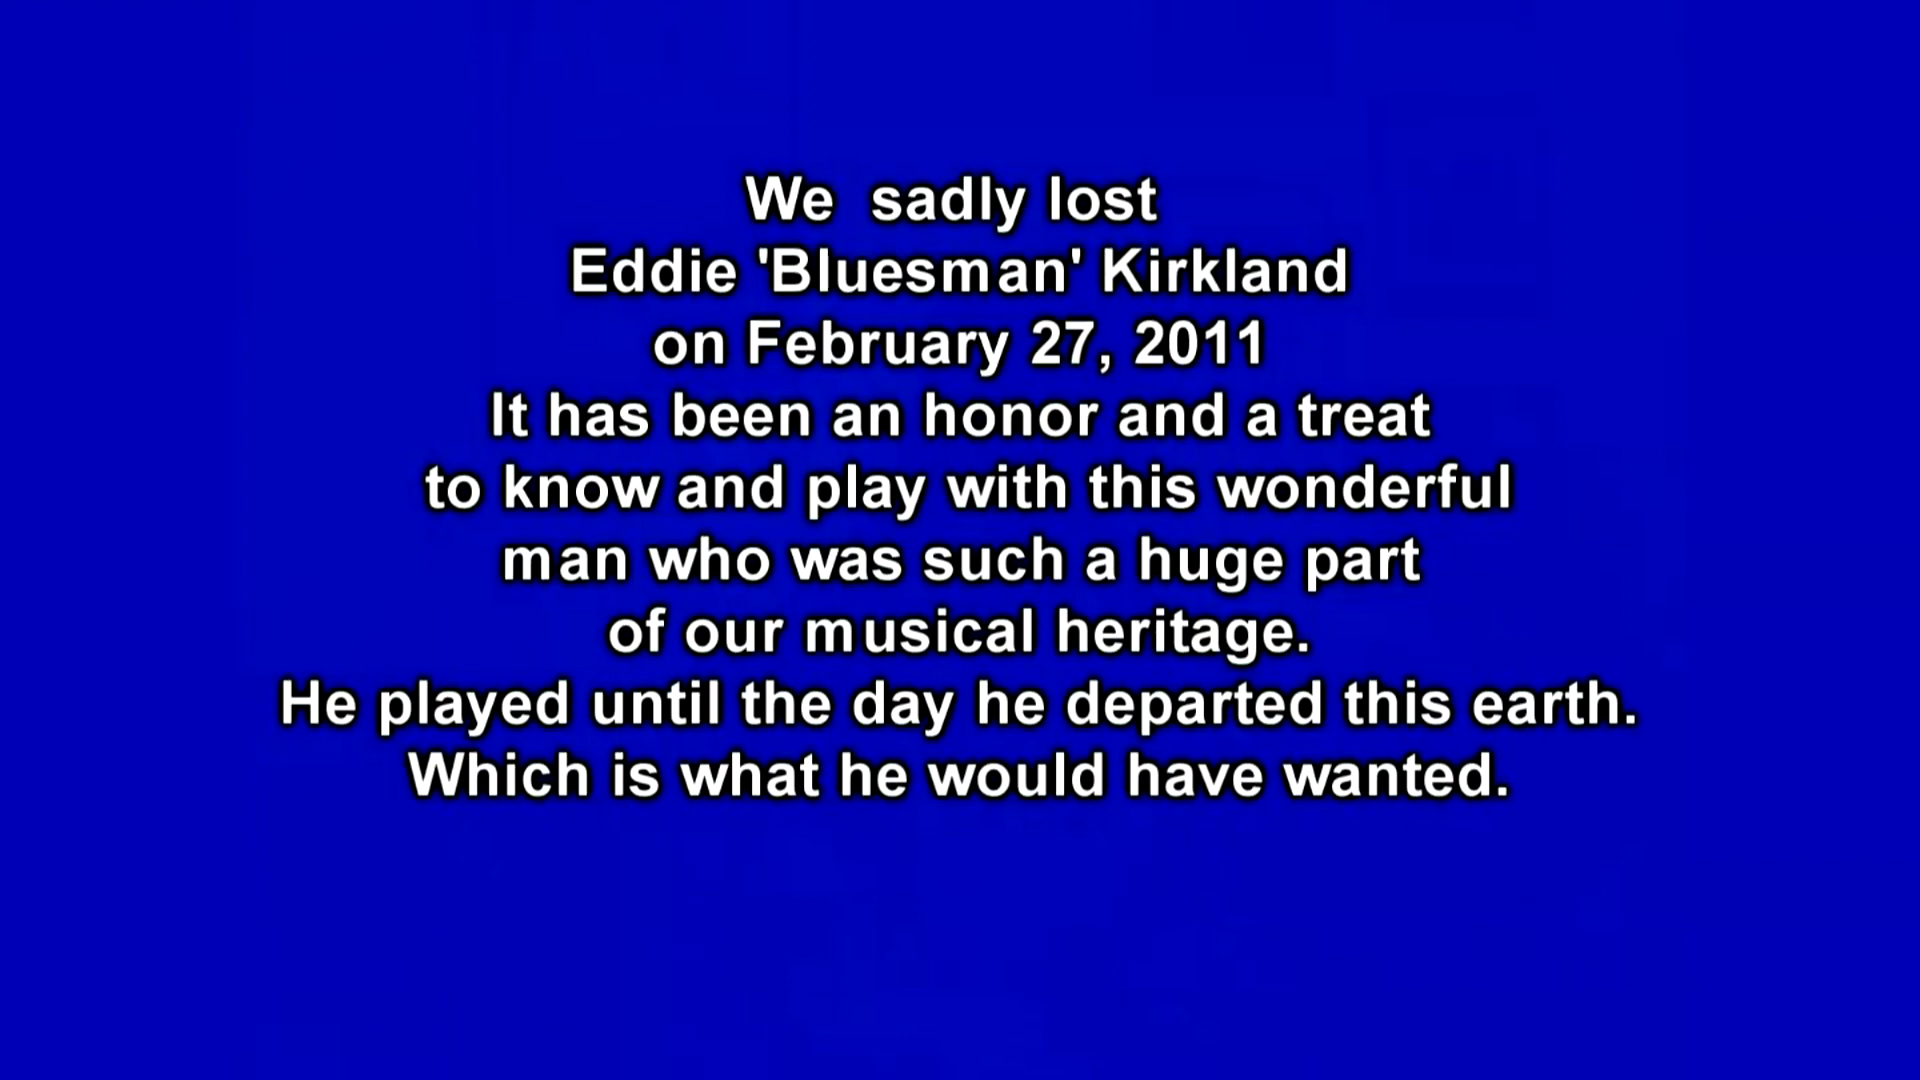 We sadly lost
Eddie 'Bluesman' Kirkland
on February 27, 2011
It has been an honor and a treat
to know and play with this wonderful
man who was such a huge part
of our musical heritage.
He played until the day he departed this earth.
Which is what he would have wanted.